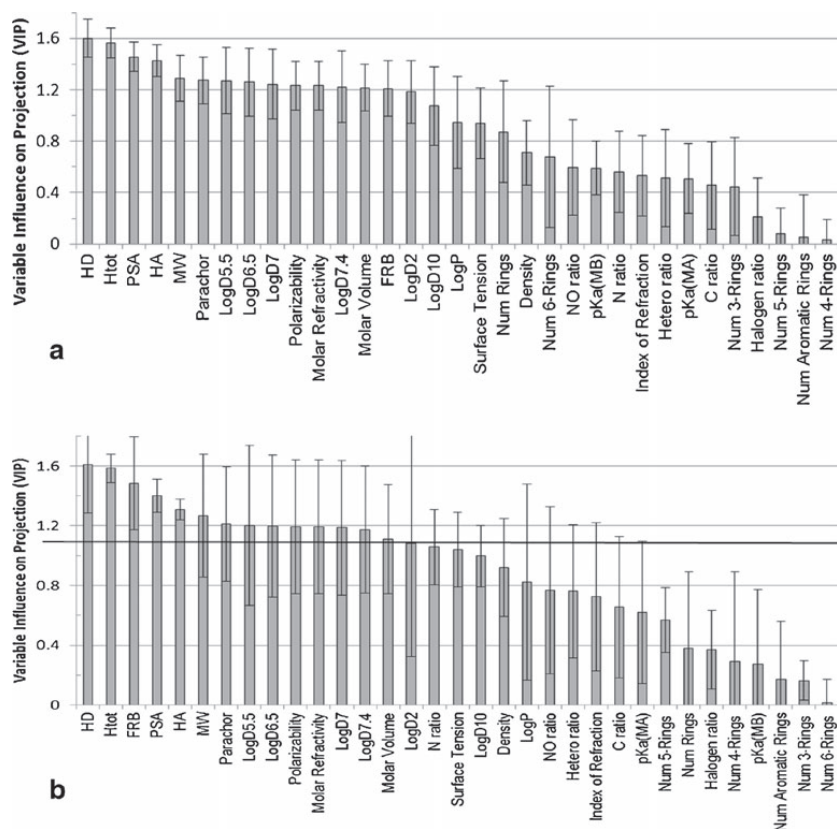 Variable Influence on Projection (VIP)
1.6
1.2
0.8
0.4
0
HD
Htot
PSA
HA
MW
Parachor
LogD5.5
LogD6.5
LogD7
Polarizability
Molar Refractivity
LogD7.4
Molar Volume
FRB
LogD2
LogD10
LogP
Surface Tension
Num Rings
Density
Num 6-Rings
NO ratio
pKa(MB)
N ratio
Index of Refraction
Hetero ratio
pKa(MA)
C ratio
Num 3-Rings
Halogen ratio
Num 5-Rings
Num Aromatic Rings
Num 4-Rings
a
Variable Influence on Projection (VIP)
1.6
1.2
0.8
0.4
0
HD
Htot
FRB
PSA
HA
MW
Parachor
LogD5.5
LogD6.5
Polarizability
Molar Refractivity
LogD7
LogD7.4
Molar Volume
LogD2
N ratio
Surface Tension
LogD10
Density
LogP
NO ratio
Hetero ratio
Index of Refraction
C ratio
pKa(MA)
Num 5-Rings
Num Rings
Halogen ratio
Num 4-Rings
pKa(MB)
Num Aromatic Rings
Num 3-Rings
Num 6-Rings
b